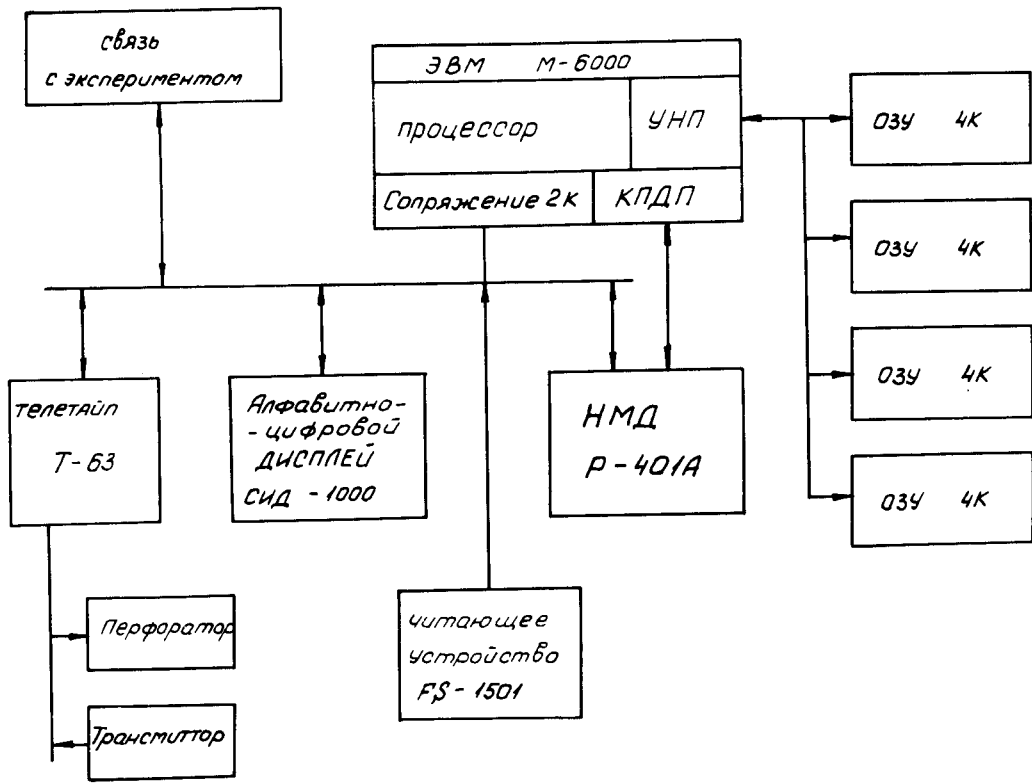 связь
с экспериментом
ЭВМ М-6000
процессор
УНП
Сопряжение 2к
КПДП
ОЗУ 4К
ОЗУ 4К
ОЗУ 4К
ОЗУ 4К
телетайп
Т-63
Алфавитно-
-цифровой
ДИСПЛЕЙ
СИД -1000
НМД
Р-401А
Перфоратор
Трансмиттор
читающее
устройство
FS-1501